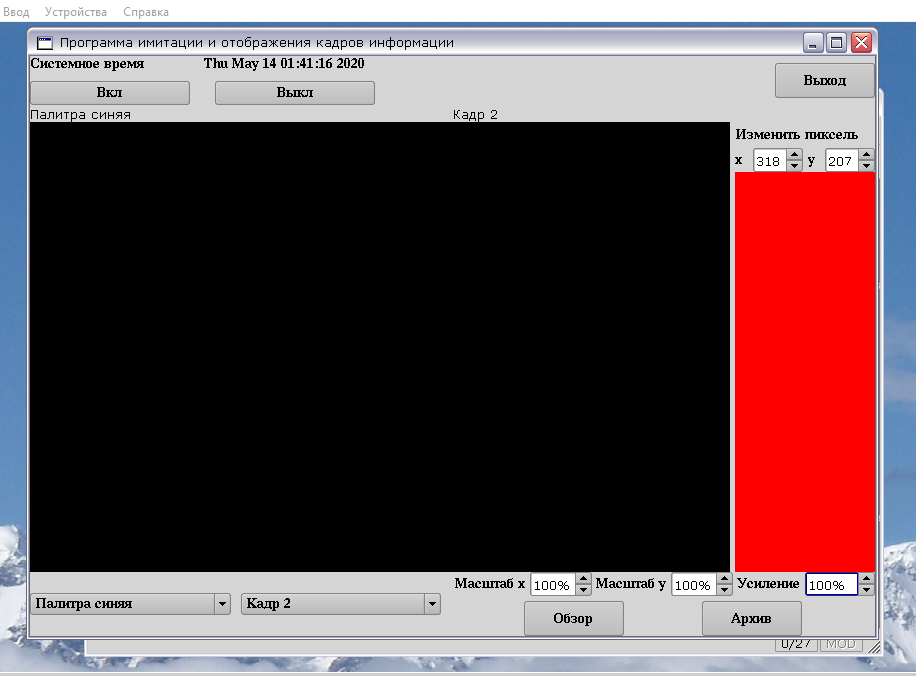 Ввод Устройства Справка
Программа имитации и отображения кадров информации
Системное время Thu May 14 01:41:16 2020
Выход
Вкл Выкл
Палитра синяя Кадр 2
Изменить пиксель
x 318 y 207
Масштаб x 100% Масштаб y 100% Усиление 100%
Палитра синяя Кадр 2
Обзор Архив
0/27 MOD